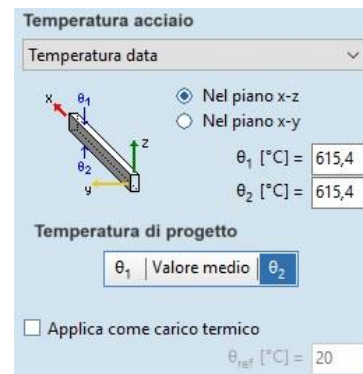 Temperatura acciaio
Temperatura data
x θ1
Nel piano x-z
Nel piano x-y
z
θ2
y
θ1 [°C] = 615,4
θ2 [°C] = 615,4
Temperatura di progetto
θ1 Valore medio θ2
Applica come carico termico
θref [°C] = 20